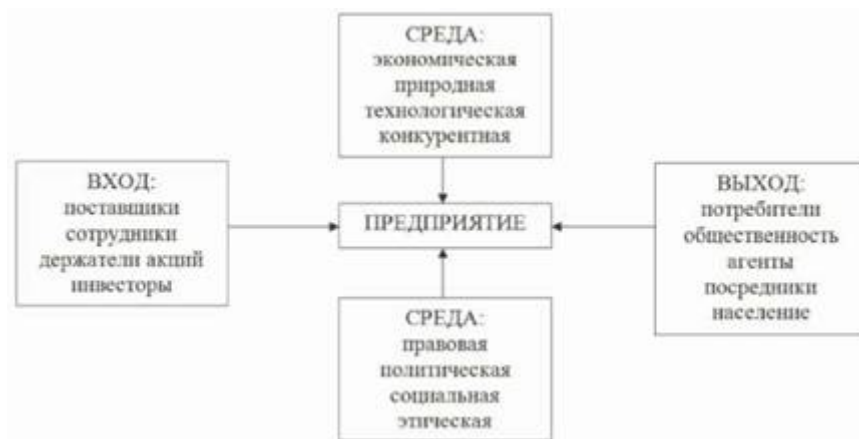 СРЕДА:
экономическая
природная
технологическая
конкурентная
ВХОД:
поставщики
сотрудники
держатели акций
инвесторы
ПРЕДПРИЯТИЕ
ВЫХОД:
потребители
общественность
агенты
посредники
население
СРЕДА:
правовая
политическая
социальная
этическая